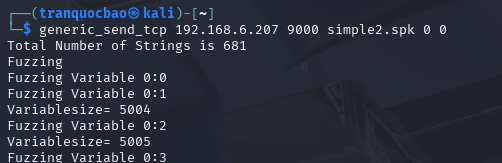 ┌──(tranquocbao㉿kali)-[~]
└─$ generic_send_tcp 192.168.6.207 9000 simple2.spk 0 0
Total Number of Strings is 681
Fuzzing
Fuzzing Variable 0:0
Fuzzing Variable 0:1
Variablesize= 5004
Fuzzing Variable 0:2
Variablesize= 5005
Fuzzing Variable 0:3